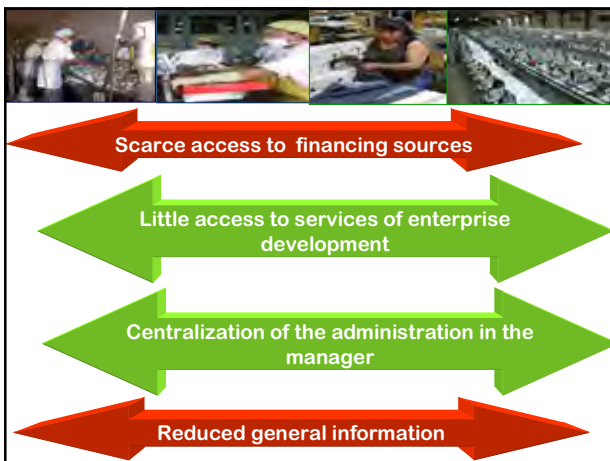 Scarce access to financing sources
Little access to services of enterprise
development
Centralization of the administration in the
manager
Reduced general information